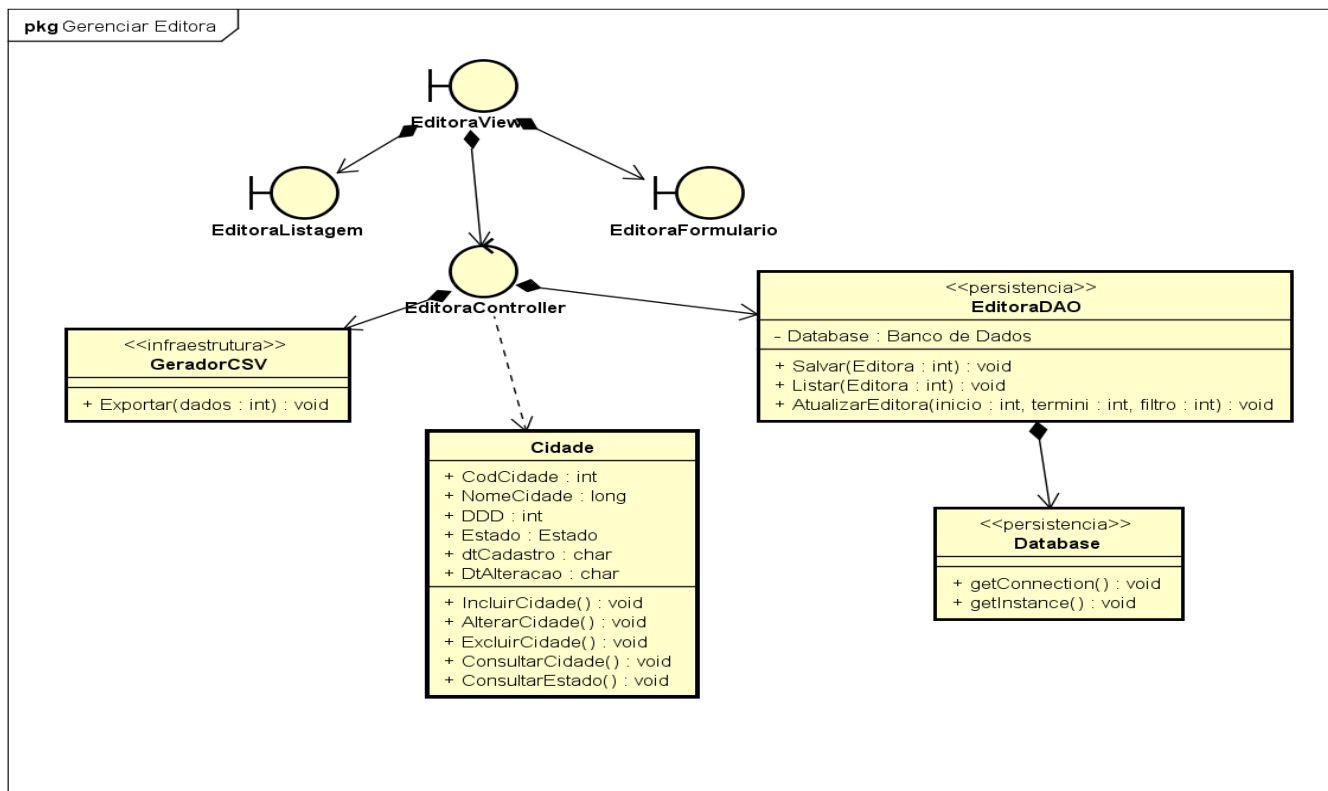 pkg Gerenciar Editora
EditoraView
EditoraListagem
EditoraFormulario
EditoraController
<<infraestrutura>>
GeradorCSV
+ Exportar(dados : int) : void
<<persistencia>>
EditoraDAO
- Database : Banco de Dados
+ Salvar(Editora : int) : void
+ Listar(Editora : int) : void
+ AtualizarEditora(inicio : int, termini : int, filtro : int) : void
Cidade
+ CodCidade : int
+ NomeCidade : long
+ DDD : int
+ Estado : Estado
+ dtCadastro : char
+ DtAlteracao : char
+ IncluirCidade() : void
+ AlterarCidade() : void
+ ExcluirCidade() : void
+ ConsultarCidade() : void
+ ConsultarEstado() : void
<<persistencia>>
Database
+ getConnection() : void
+ getInstance() : void